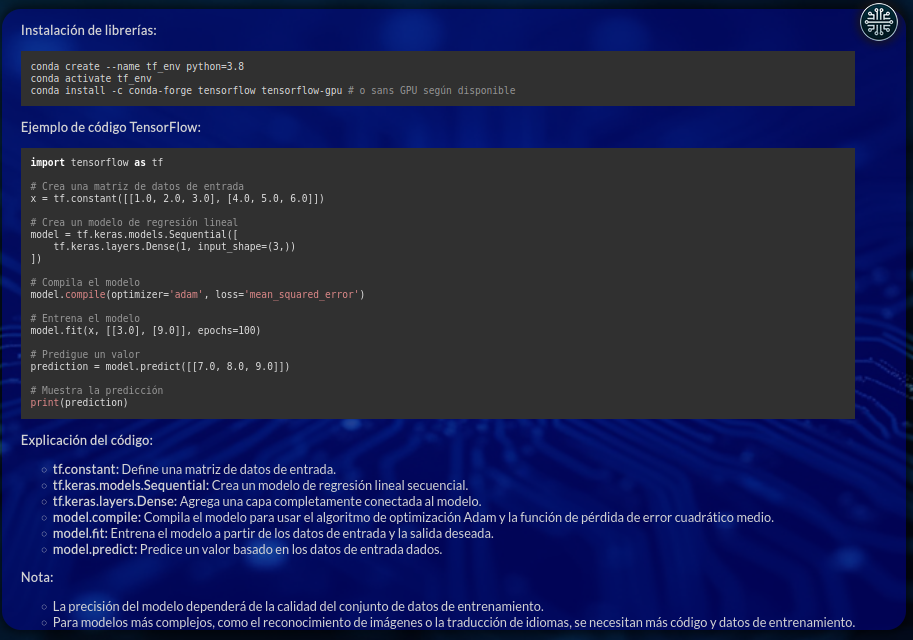 Instalación de librerías:
conda create --name tf_env python=3.8
conda activate tf_env
conda install -c conda-forge tensorflow tensorflow-gpu # o sans GPU según disponible
Ejemplo de código TensorFlow:
import tensorflow as tf
# Crea una matriz de datos de entrada
x = tf.constant([[1.0, 2.0, 3.0], [4.0, 5.0, 6.0]])
# Crea un modelo de regresión lineal
model = tf.keras.models.Sequential([
    tf.keras.layers.Dense(1, input_shape=(3,))
])
# Compila el modelo
model.compile(optimizer='adam', loss='mean_squared_error')
# Entrena el modelo
model.fit(x, [[3.0], [9.0]], epochs=100)
# Predigue un valor
prediction = model.predict([[7.0, 8.0, 9.0]])
# Muestra la predicción
print(prediction)
Explicación del código:
tf.constant: Define una matriz de datos de entrada.
tf.keras.models.Sequential: Crea un modelo de regresión lineal secuencial.
tf.keras.layers.Dense: Agrega una capa completamente conectada al modelo.
model.compile: Compila el modelo para usar el algoritmo de optimización Adam y la función de pérdida de error cuadrático medio.
model.fit: Entrena el modelo a partir de los datos de entrada y la salida deseada.
model.predict: Predice un valor basado en los datos de entrada dados.
Nota:
La precisión del modelo dependerá de la calidad del conjunto de datos de entrenamiento.
Para modelos más complejos, como el reconocimiento de imágenes o la traducción de idiomas, se necesitan más código y datos de entrenamiento.